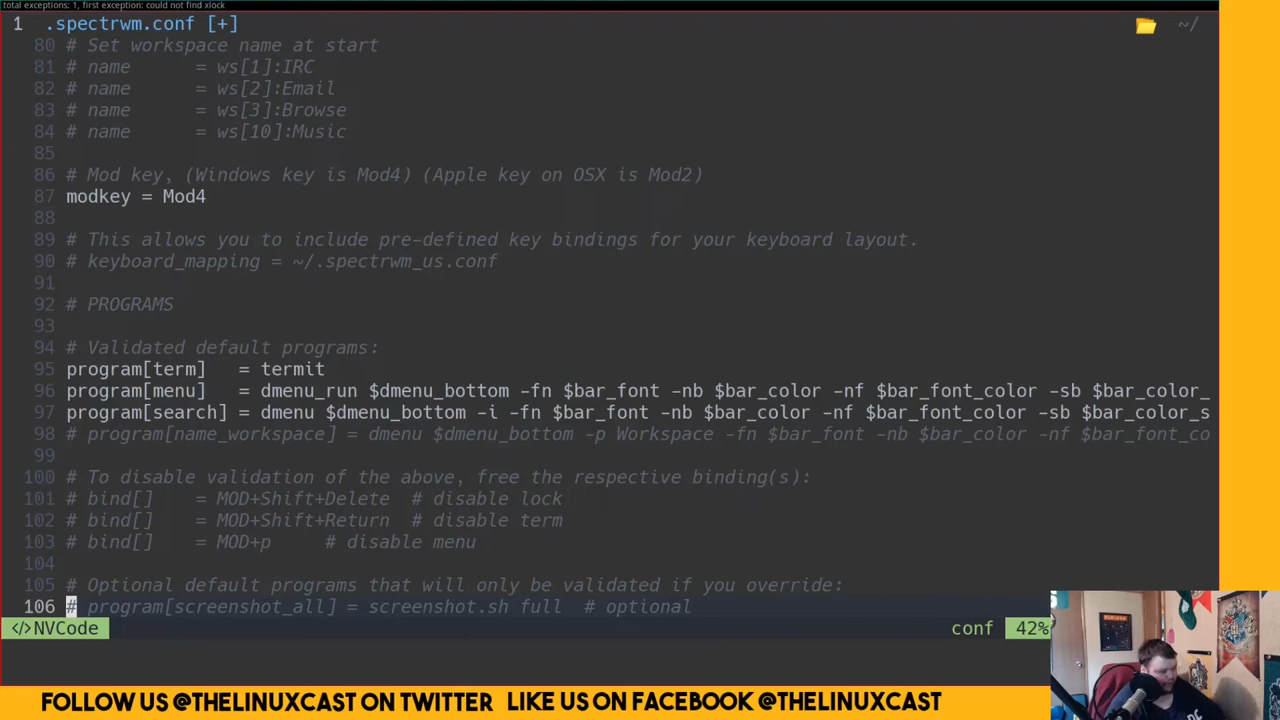 total exceptions: 1, first exception: could not find xlock
1 .spectrwm.conf [+] ~/
80 # Set workspace name at start
81 # name = ws[1]:IRC
82 # name = ws[2]:Email
83 # name = ws[3]:Browse
84 # name = ws[10]:Music
85
86 # Mod key, (Windows key is Mod4) (Apple key on OSX is Mod2)
87 modkey = Mod4
88
89 # This allows you to include pre-defined key bindings for your keyboard layout.
90 # keyboard_mapping = ~/.spectrwm_us.conf
91
92 # PROGRAMS
93
94 # Validated default programs:
95 program[term] = termit
96 program[menu] = dmenu_run $dmenu_bottom -fn $bar_font -nb $bar_color -nf $bar_font_color -sb $bar_color_
97 program[search] = dmenu $dmenu_bottom -i -fn $bar_font -nb $bar_color -nf $bar_font_color -sb $bar_color_s
98 # program[name_workspace] = dmenu $dmenu_bottom -p Workspace -fn $bar_font -nb $bar_color -nf $bar_font_co
99
100 # To disable validation of the above, free the respective binding(s):
101 # bind[] = MOD+Shift+Delete # disable lock
102 # bind[] = MOD+Shift+Return # disable term
103 # bind[] = MOD+p # disable menu
104
105 # Optional default programs that will only be validated if you override:
106 # program[screenshot_all] = screenshot.sh full # optional
</>NVCode conf 42%
FOLLOW US @THELINUXCAST ON TWITTER LIKE US ON FACEBOOK @THELINUXCAST